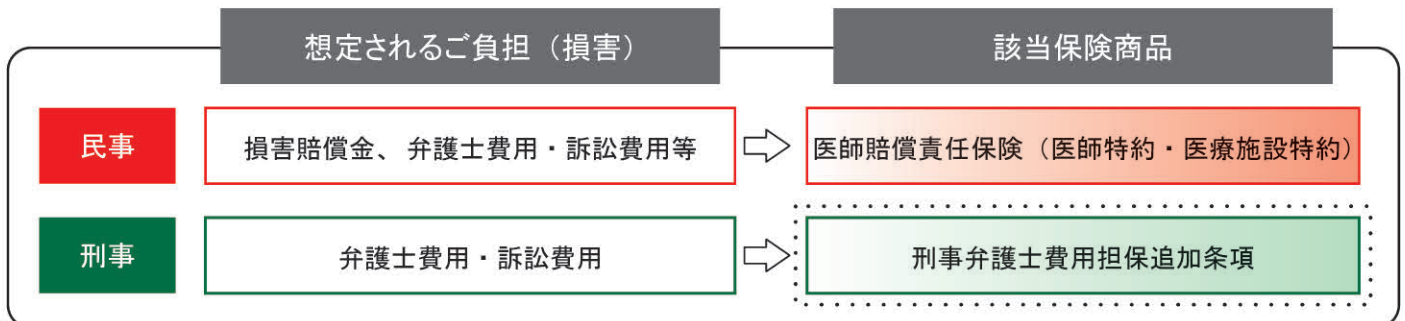 想定されるご負担（損害）
該当保険商品
民事
損害賠償金、弁護士費用・訴訟費用等
医師賠償責任保険（医師特約・医療施設特約）
刑事
弁護士費用・訴訟費用
刑事弁護士費用担保追加条項